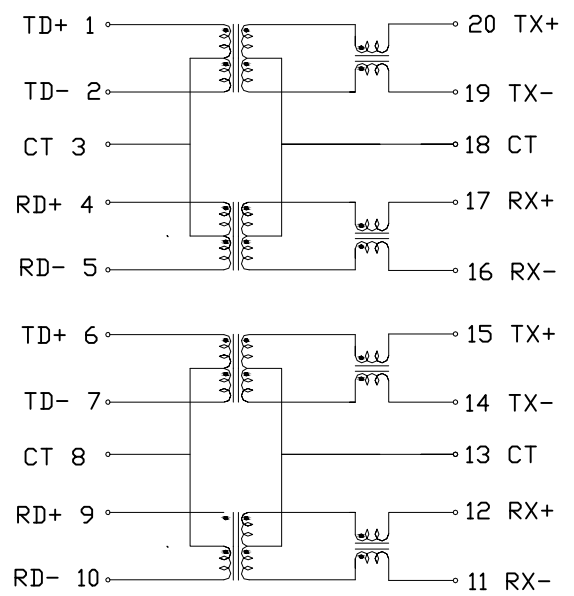 TD+ 1 20 TX+
TD- 2 19 TX-
CT 3 18 CT
RD+ 4 17 RX+
RD- 5 16 RX-
TD+ 6 15 TX+
TD- 7 14 TX-
CT 8 13 CT
RD+ 9 12 RX+
RD- 10 11 RX-